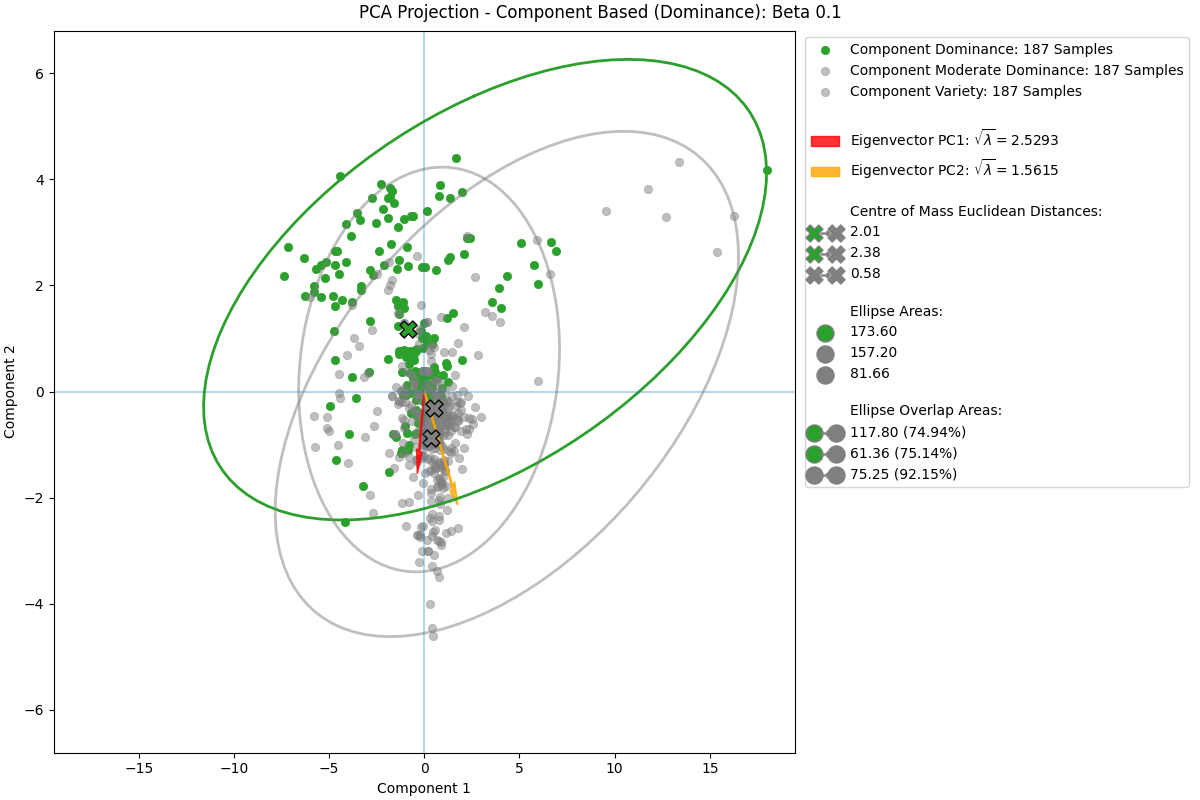 PCA Projection - Component Based (Dominance): Beta 0.1
Component 2
6
4
2
0
−2
−4
−6
−15
−10
−5
0
5
10
15
Component 1
Component Dominance: 187 Samples
Component Moderate Dominance: 187 Samples
Component Variety: 187 Samples
Eigenvector PC1: √λ = 2.5293
Eigenvector PC2: √λ = 1.5615
Centre of Mass Euclidean Distances:
2.01
2.38
0.58
Ellipse Areas:
173.60
157.20
81.66
Ellipse Overlap Areas:
117.80 (74.94%)
61.36 (75.14%)
75.25 (92.15%)